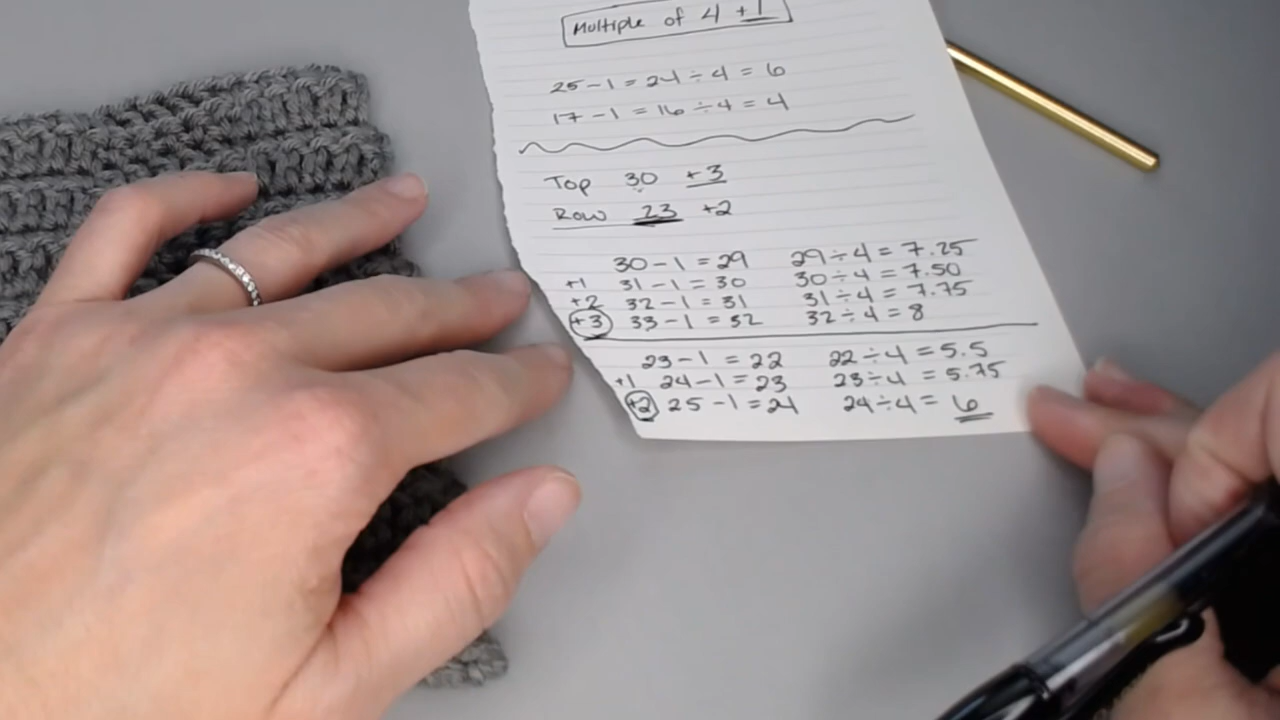 Multiple of 4 +1
25 - 1 = 24 ÷ 4 = 6
17 - 1 = 16 ÷ 4 = 4
Top 30 +3
Row 23 +2
30 - 1 = 29 29 ÷ 4 = 7.25
+1 31 - 1 = 30 30 ÷ 4 = 7.50
+2 32 - 1 = 31 31 ÷ 4 = 7.75
+3 33 - 1 = 32 32 ÷ 4 = 8
23 - 1 = 22 22 ÷ 4 = 5.5
+1 24 - 1 = 23 23 ÷ 4 = 5.75
+2 25 - 1 = 24 24 ÷ 4 = 6